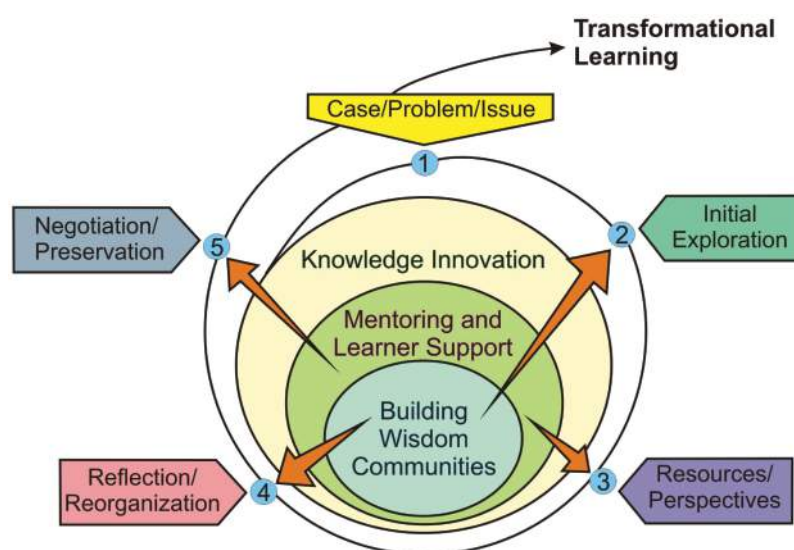 Transformational
Learning
Case/Problem/Issue
1
Negotiation/
Preservation
5
2
Initial
Exploration
Knowledge Innovation
Mentoring and
Learner Support
Building
Wisdom
Communities
Reflection/
Reorganization
4
3
Resources/
Perspectives